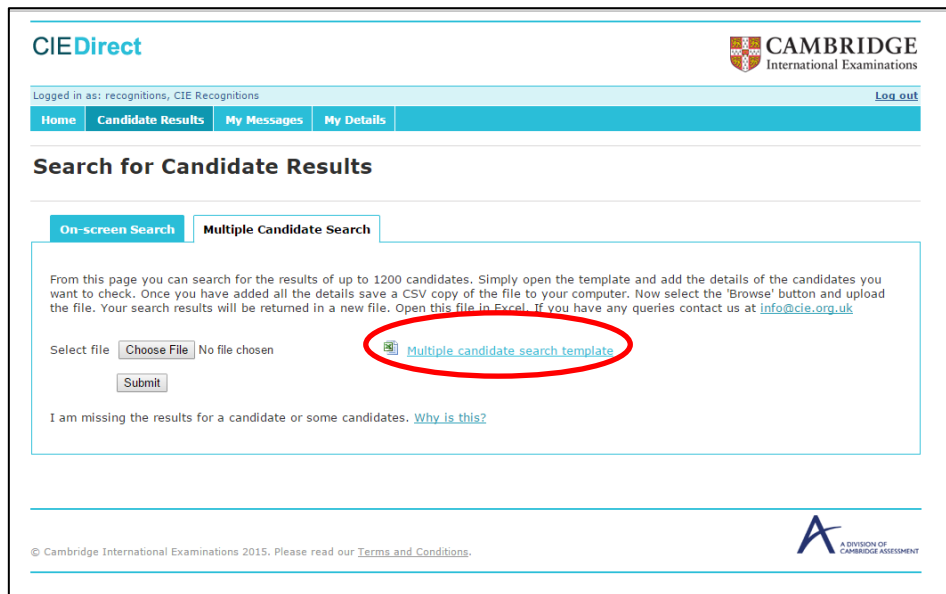 CIEDirect
CAMBRIDGE
International Examinations
Logged in as: recognitions, CIE Recognitions
Log out
Home Candidate Results My Messages My Details
Search for Candidate Results
On-screen Search Multiple Candidate Search
From this page you can search for the results of up to 1200 candidates. Simply open the template and add the details of the candidates you
want to check. Once you have added all the details save a CSV copy of the file to your computer. Now select the 'Browse' button and upload
the file. Your search results will be returned in a new file. Open this file in Excel. If you have any queries contact us at info@cie.org.uk
Select file Choose File No file chosen Multiple candidate search template
Submit
I am missing the results for a candidate or some candidates. Why is this?
© Cambridge International Examinations 2015. Please read our Terms and Conditions.
A DIVISION OF
CAMBRIDGE ASSESSMENT